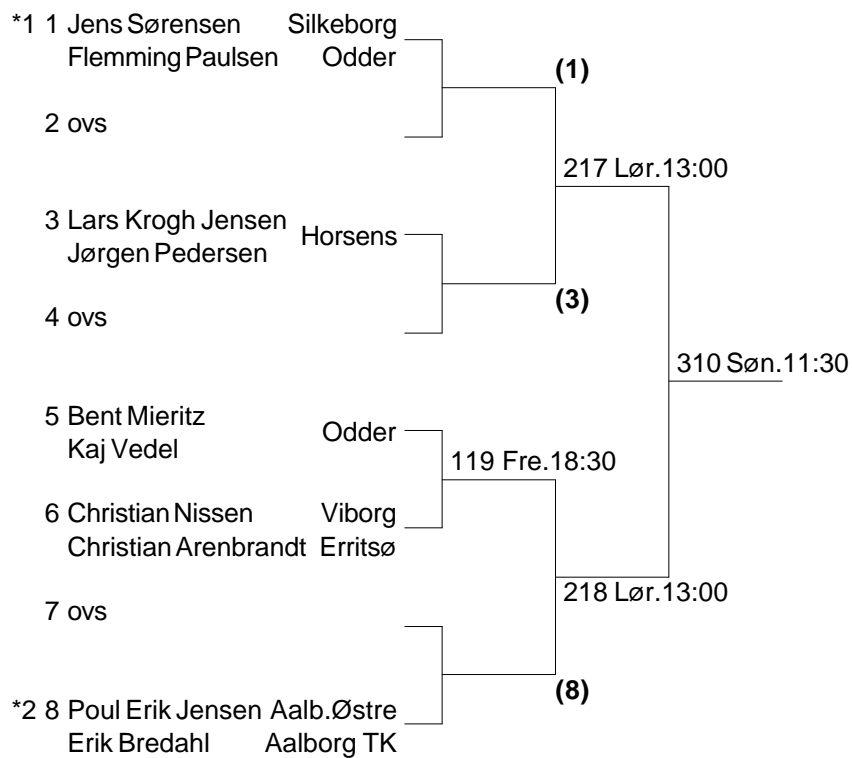 *1 1 Jens Sørensen Silkeborg
Flemming Paulsen Odder
(1)
2 ovs
217 Lør.13:00
3 Lars Krogh Jensen
Horsens
Jørgen Pedersen
(3)
4 ovs
310 Søn.11:30
5 Bent Mieritz
Odder
Kaj Vedel
119 Fre.18:30
6 Christian Nissen Viborg
Christian Arenbrandt Erritsø
218 Lør.13:00
7 ovs
(8)
*2 8 Poul Erik Jensen Aalb.Østre
Erik Bredahl Aalborg TK